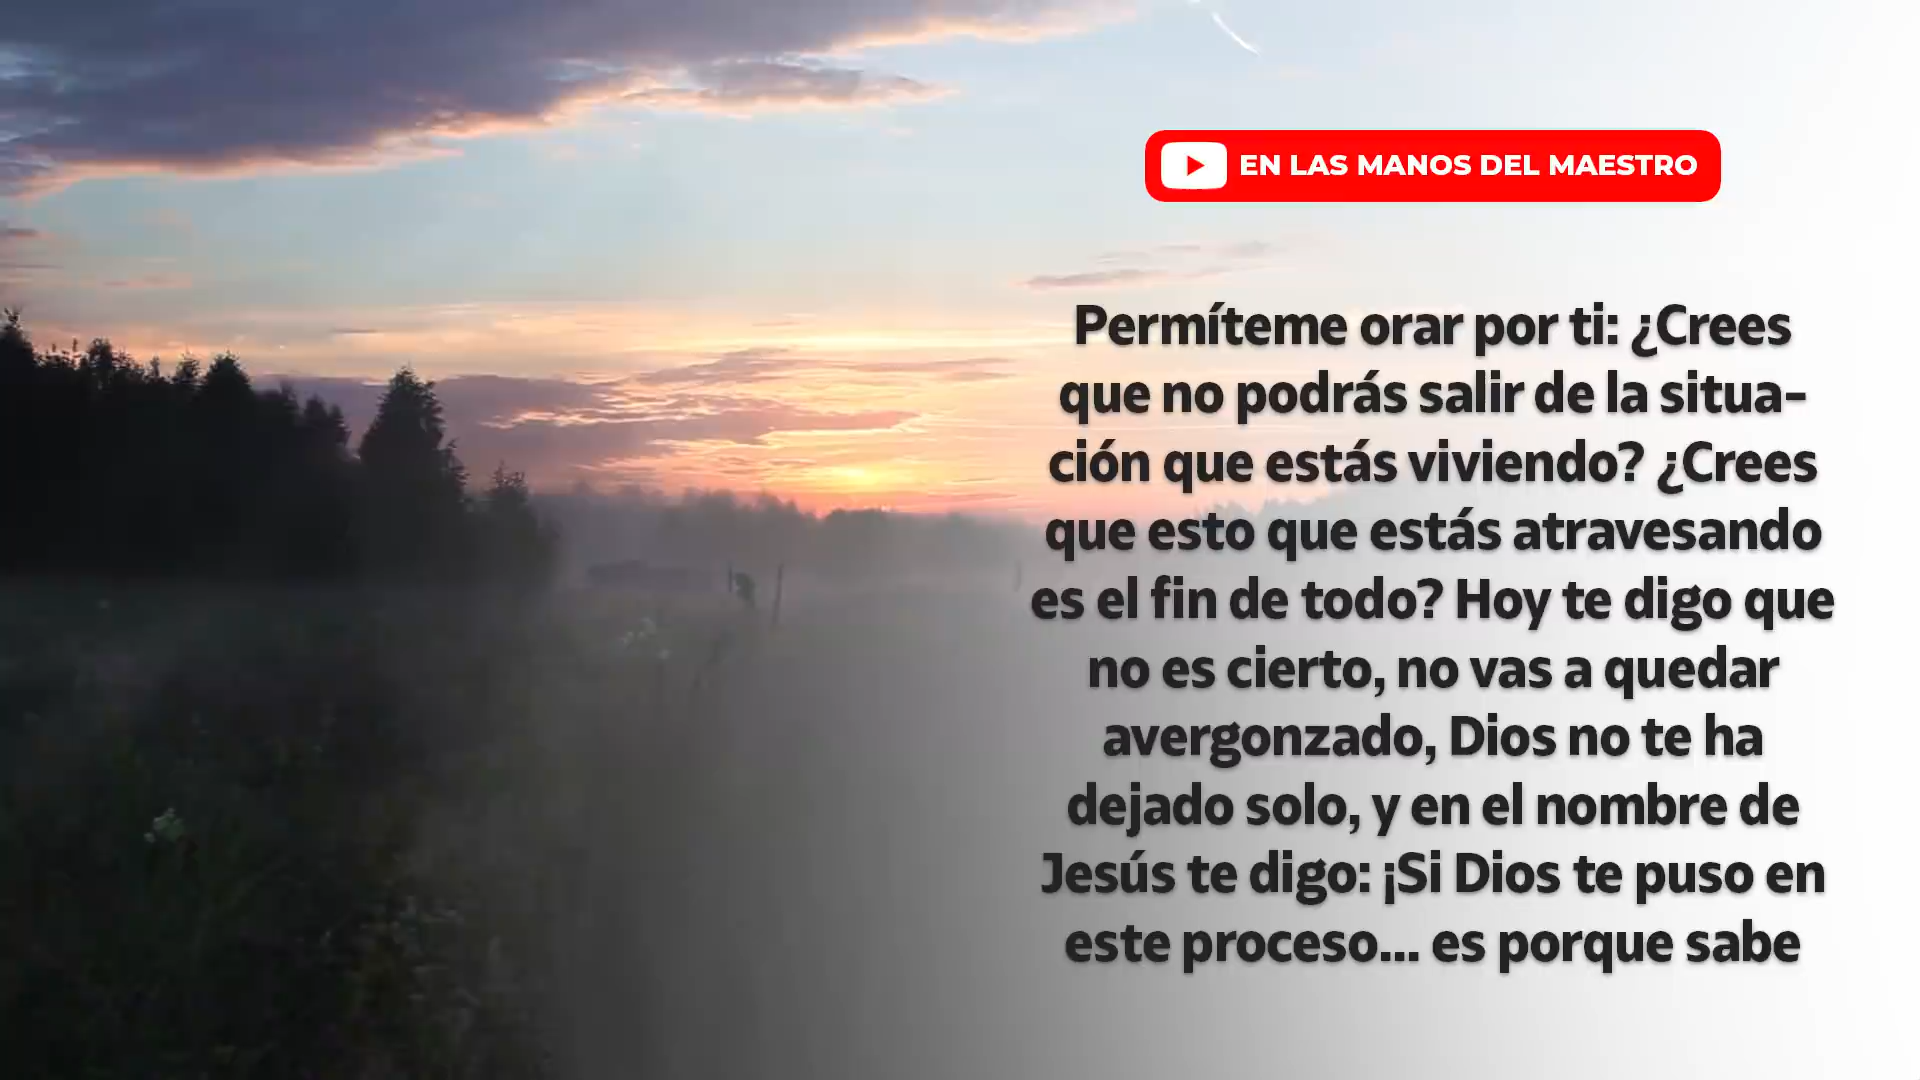 EN LAS MANOS DEL MAESTRO
Permíteme orar por ti: ¿Crees
que no podrás salir de la situa-
ción que estás viviendo? ¿Crees
que esto que estás atravesando
es el fin de todo? Hoy te digo que
no es cierto, no vas a quedar
avergonzado, Dios no te ha
dejado solo, y en el nombre de
Jesús te digo: ¡Si Dios te puso en
este proceso... es porque sabe